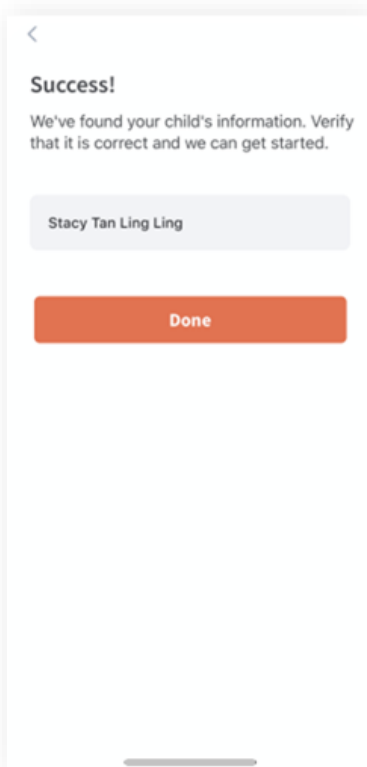 Success!
We've found your child's information. Verify
that it is correct and we can get started.
Stacy Tan Ling Ling
Done